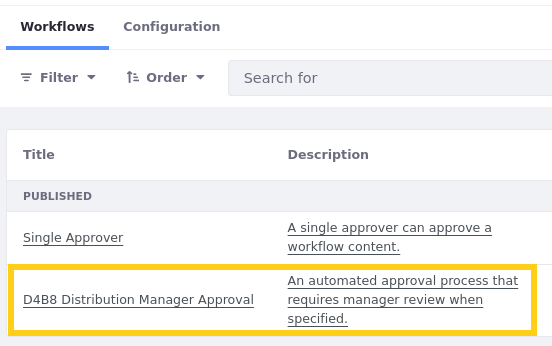 Workflows Configuration
Filter Order Search for
Title Description
PUBLISHED
Single Approver
A single approver can approve a
workflow content.
D4B8 Distribution Manager Approval
An automated approval process that
requires manager review when
specified.